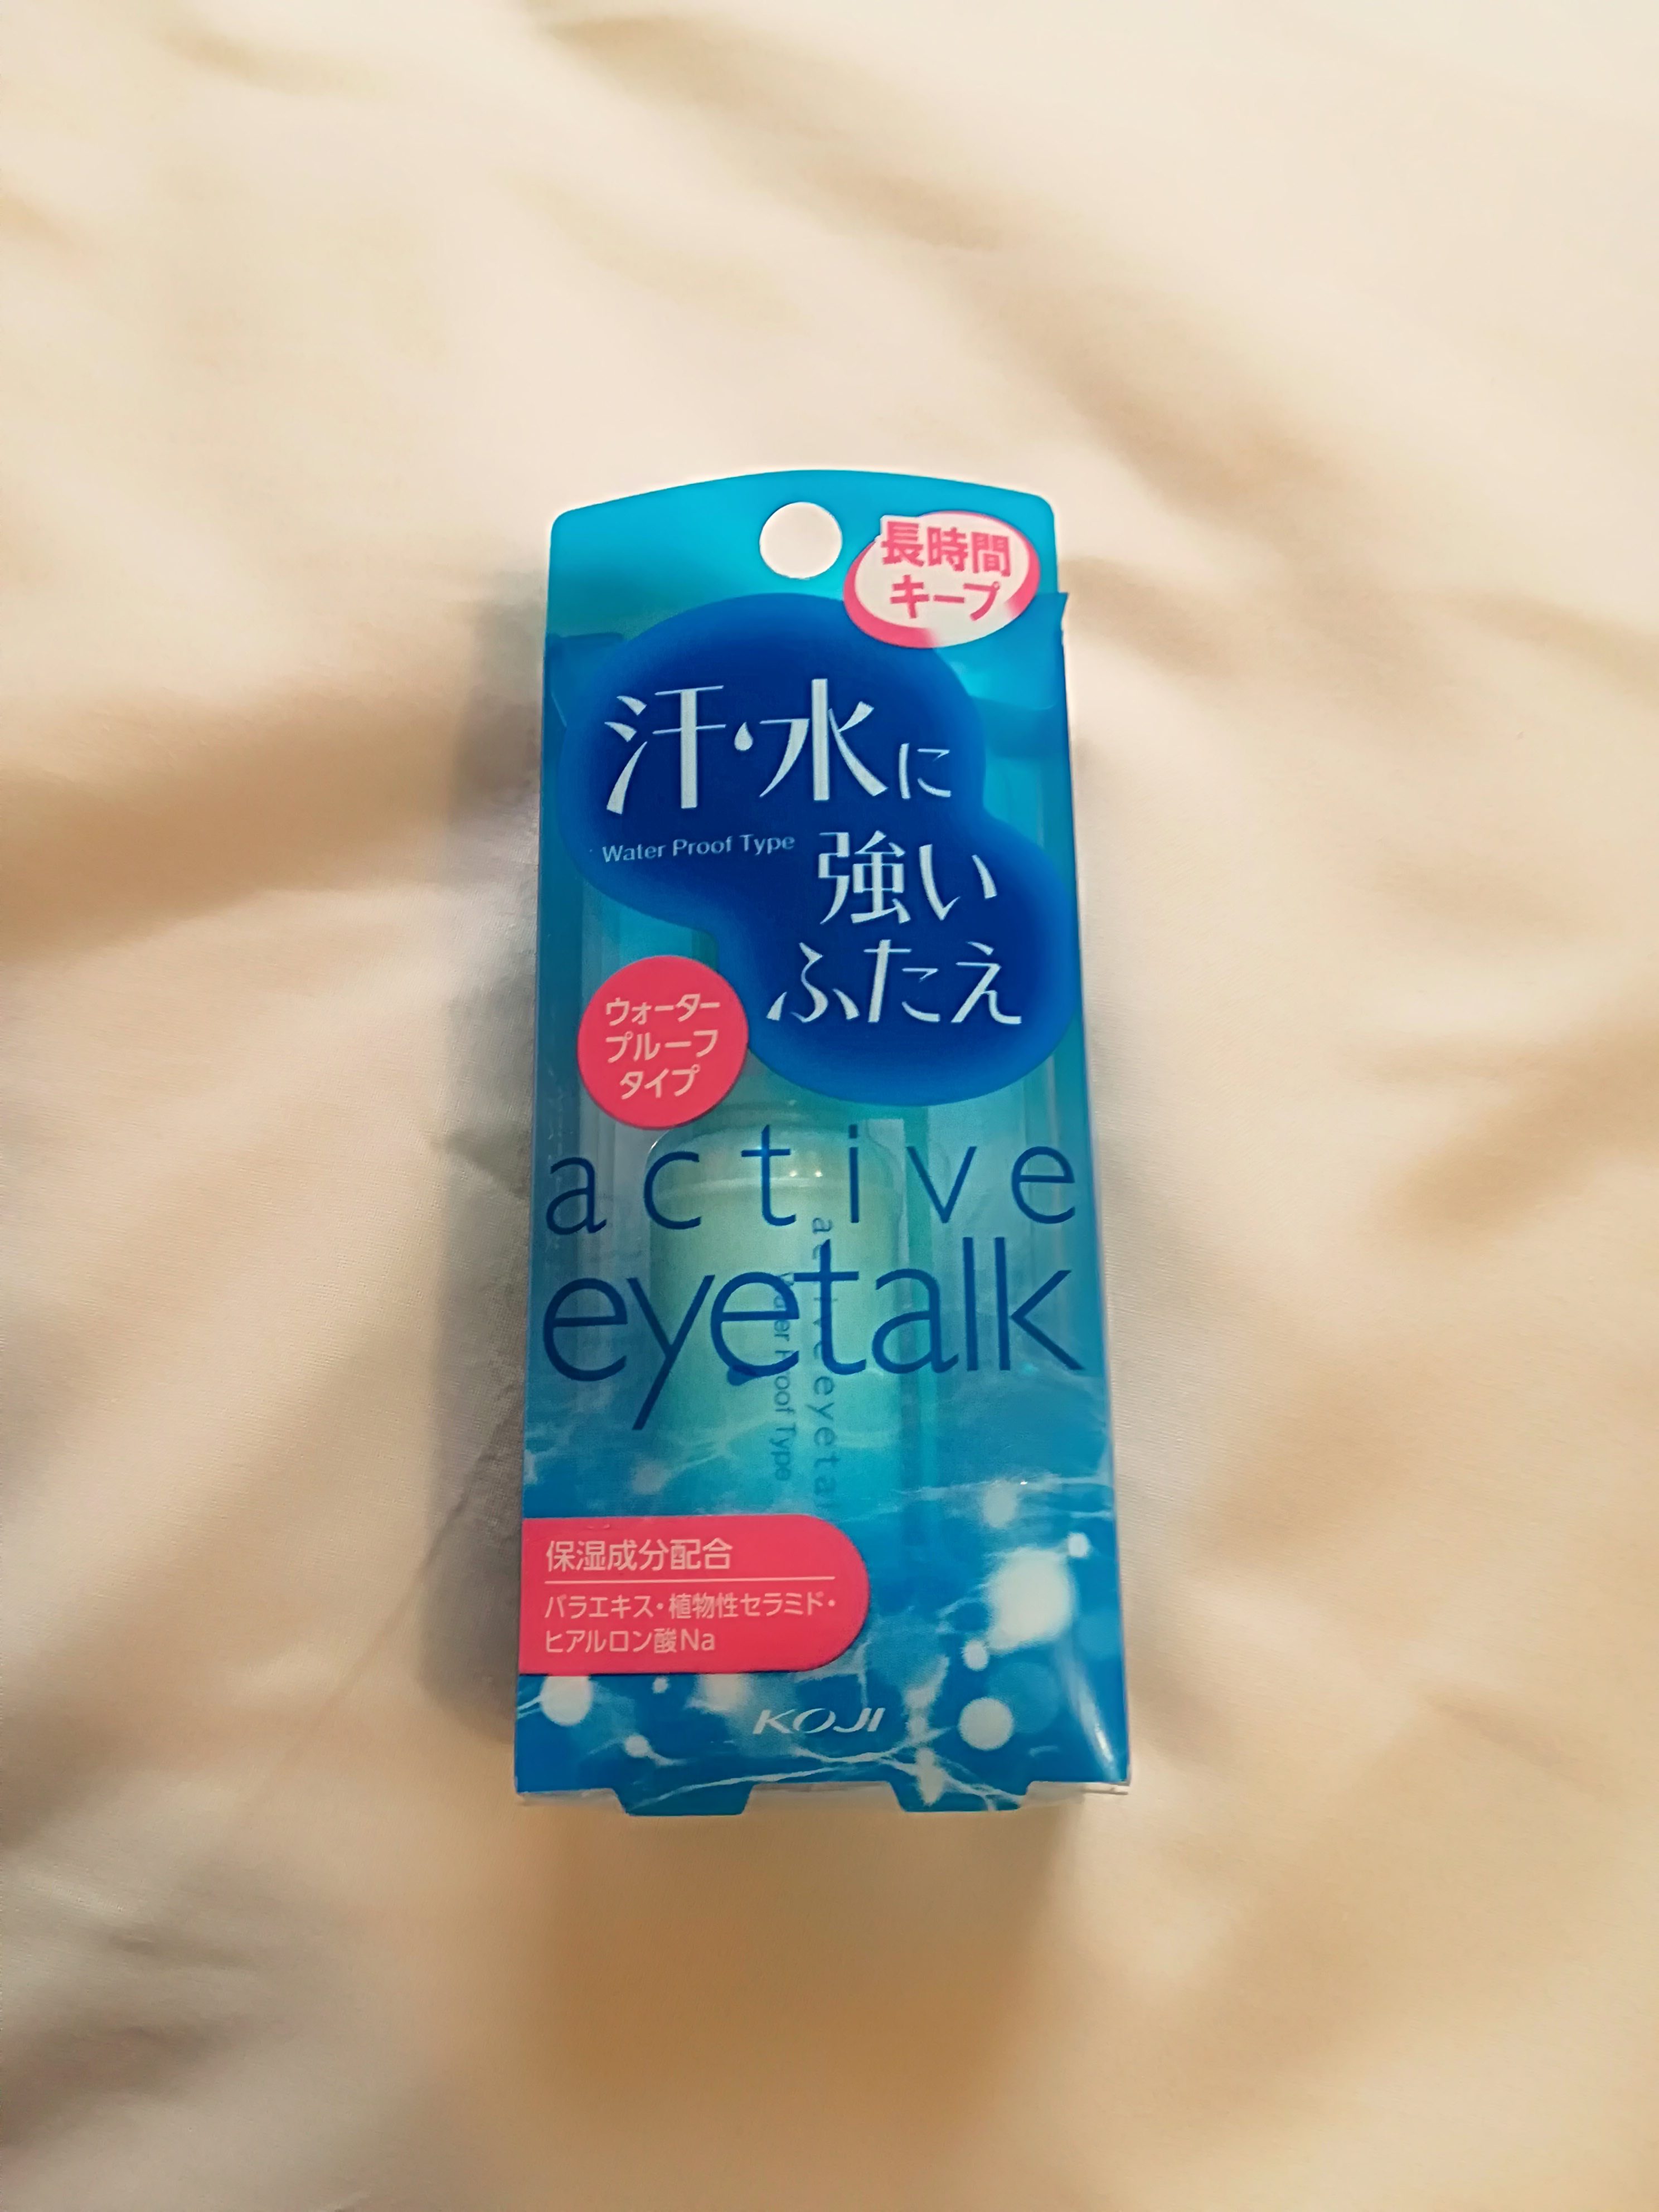 長時間
キープ
汗・水に
Water Proof Type
強い
ふたえ
ウォーター
プルーフ
タイプ
active
eyetalk
Water Proof Type
保湿成分配合
バラエキス・植物性セラミド・
ヒアルロン酸Na
KOJI